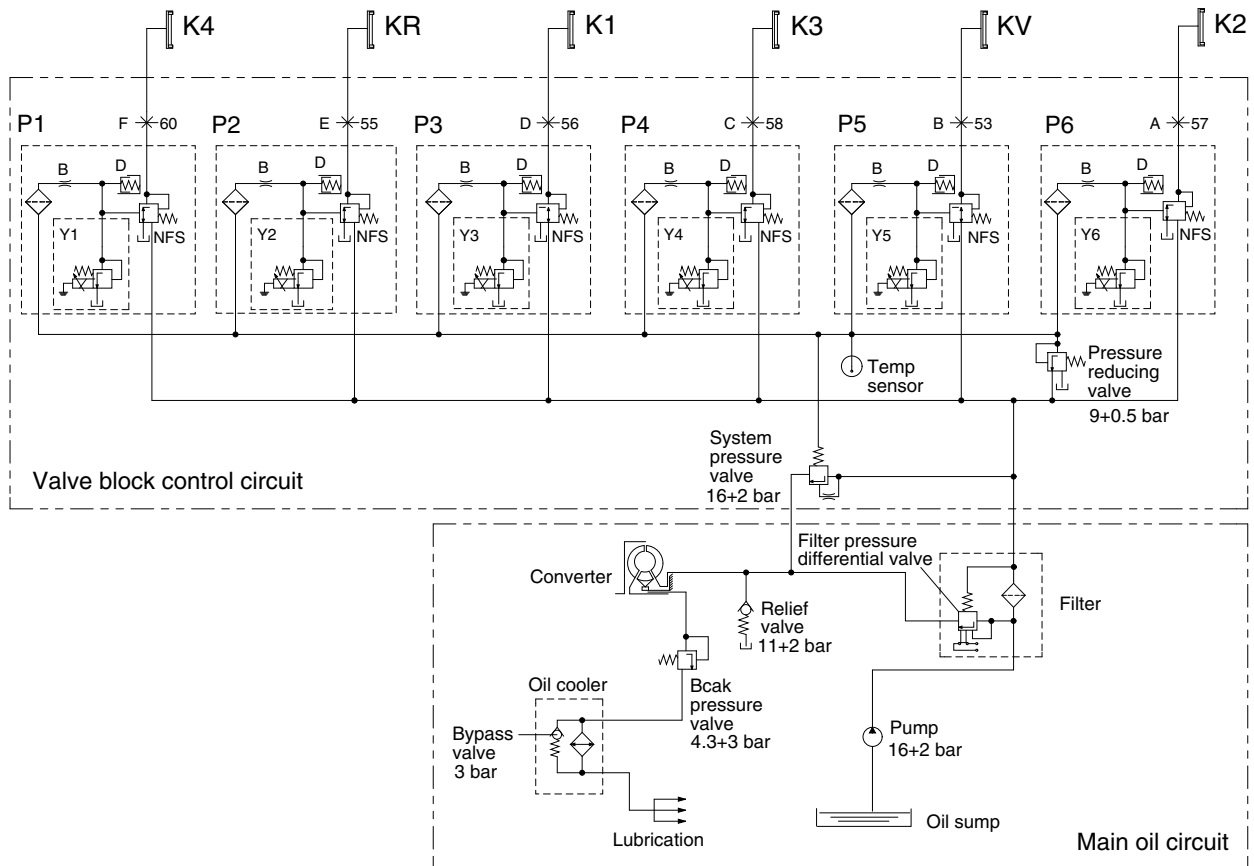 K4
KR
K1
K3
KV
K2
P1
F
60
P2
E
55
P3
D
56
P4
C
58
P5
B
53
P6
A
57
B
D
B
D
B
D
B
D
B
D
B
D
Y1
NFS
Y2
NFS
Y3
NFS
Y4
NFS
Y5
NFS
Y6
NFS
Temp
sensor
Pressure
reducing
valve
9+0.5 bar
System
pressure
valve
16+2 bar
Valve block control circuit
Filter pressure
differential valve
Converter
Relief
valve
11+2 bar
Filter
Oil cooler
Bcak
pressure
valve
4.3+3 bar
Bypass
valve
3 bar
Pump
16+2 bar
Lubrication
Oil sump
Main oil circuit